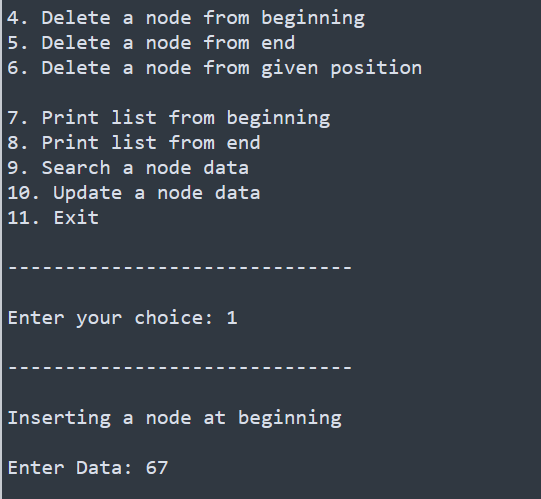 4. Delete a node from beginning
5. Delete a node from end
6. Delete a node from given position
7. Print list from beginning
8. Print list from end
9. Search a node data
10. Update a node data
11. Exit
------------------------------
Enter your choice: 1
------------------------------
Inserting a node at beginning
Enter Data: 67